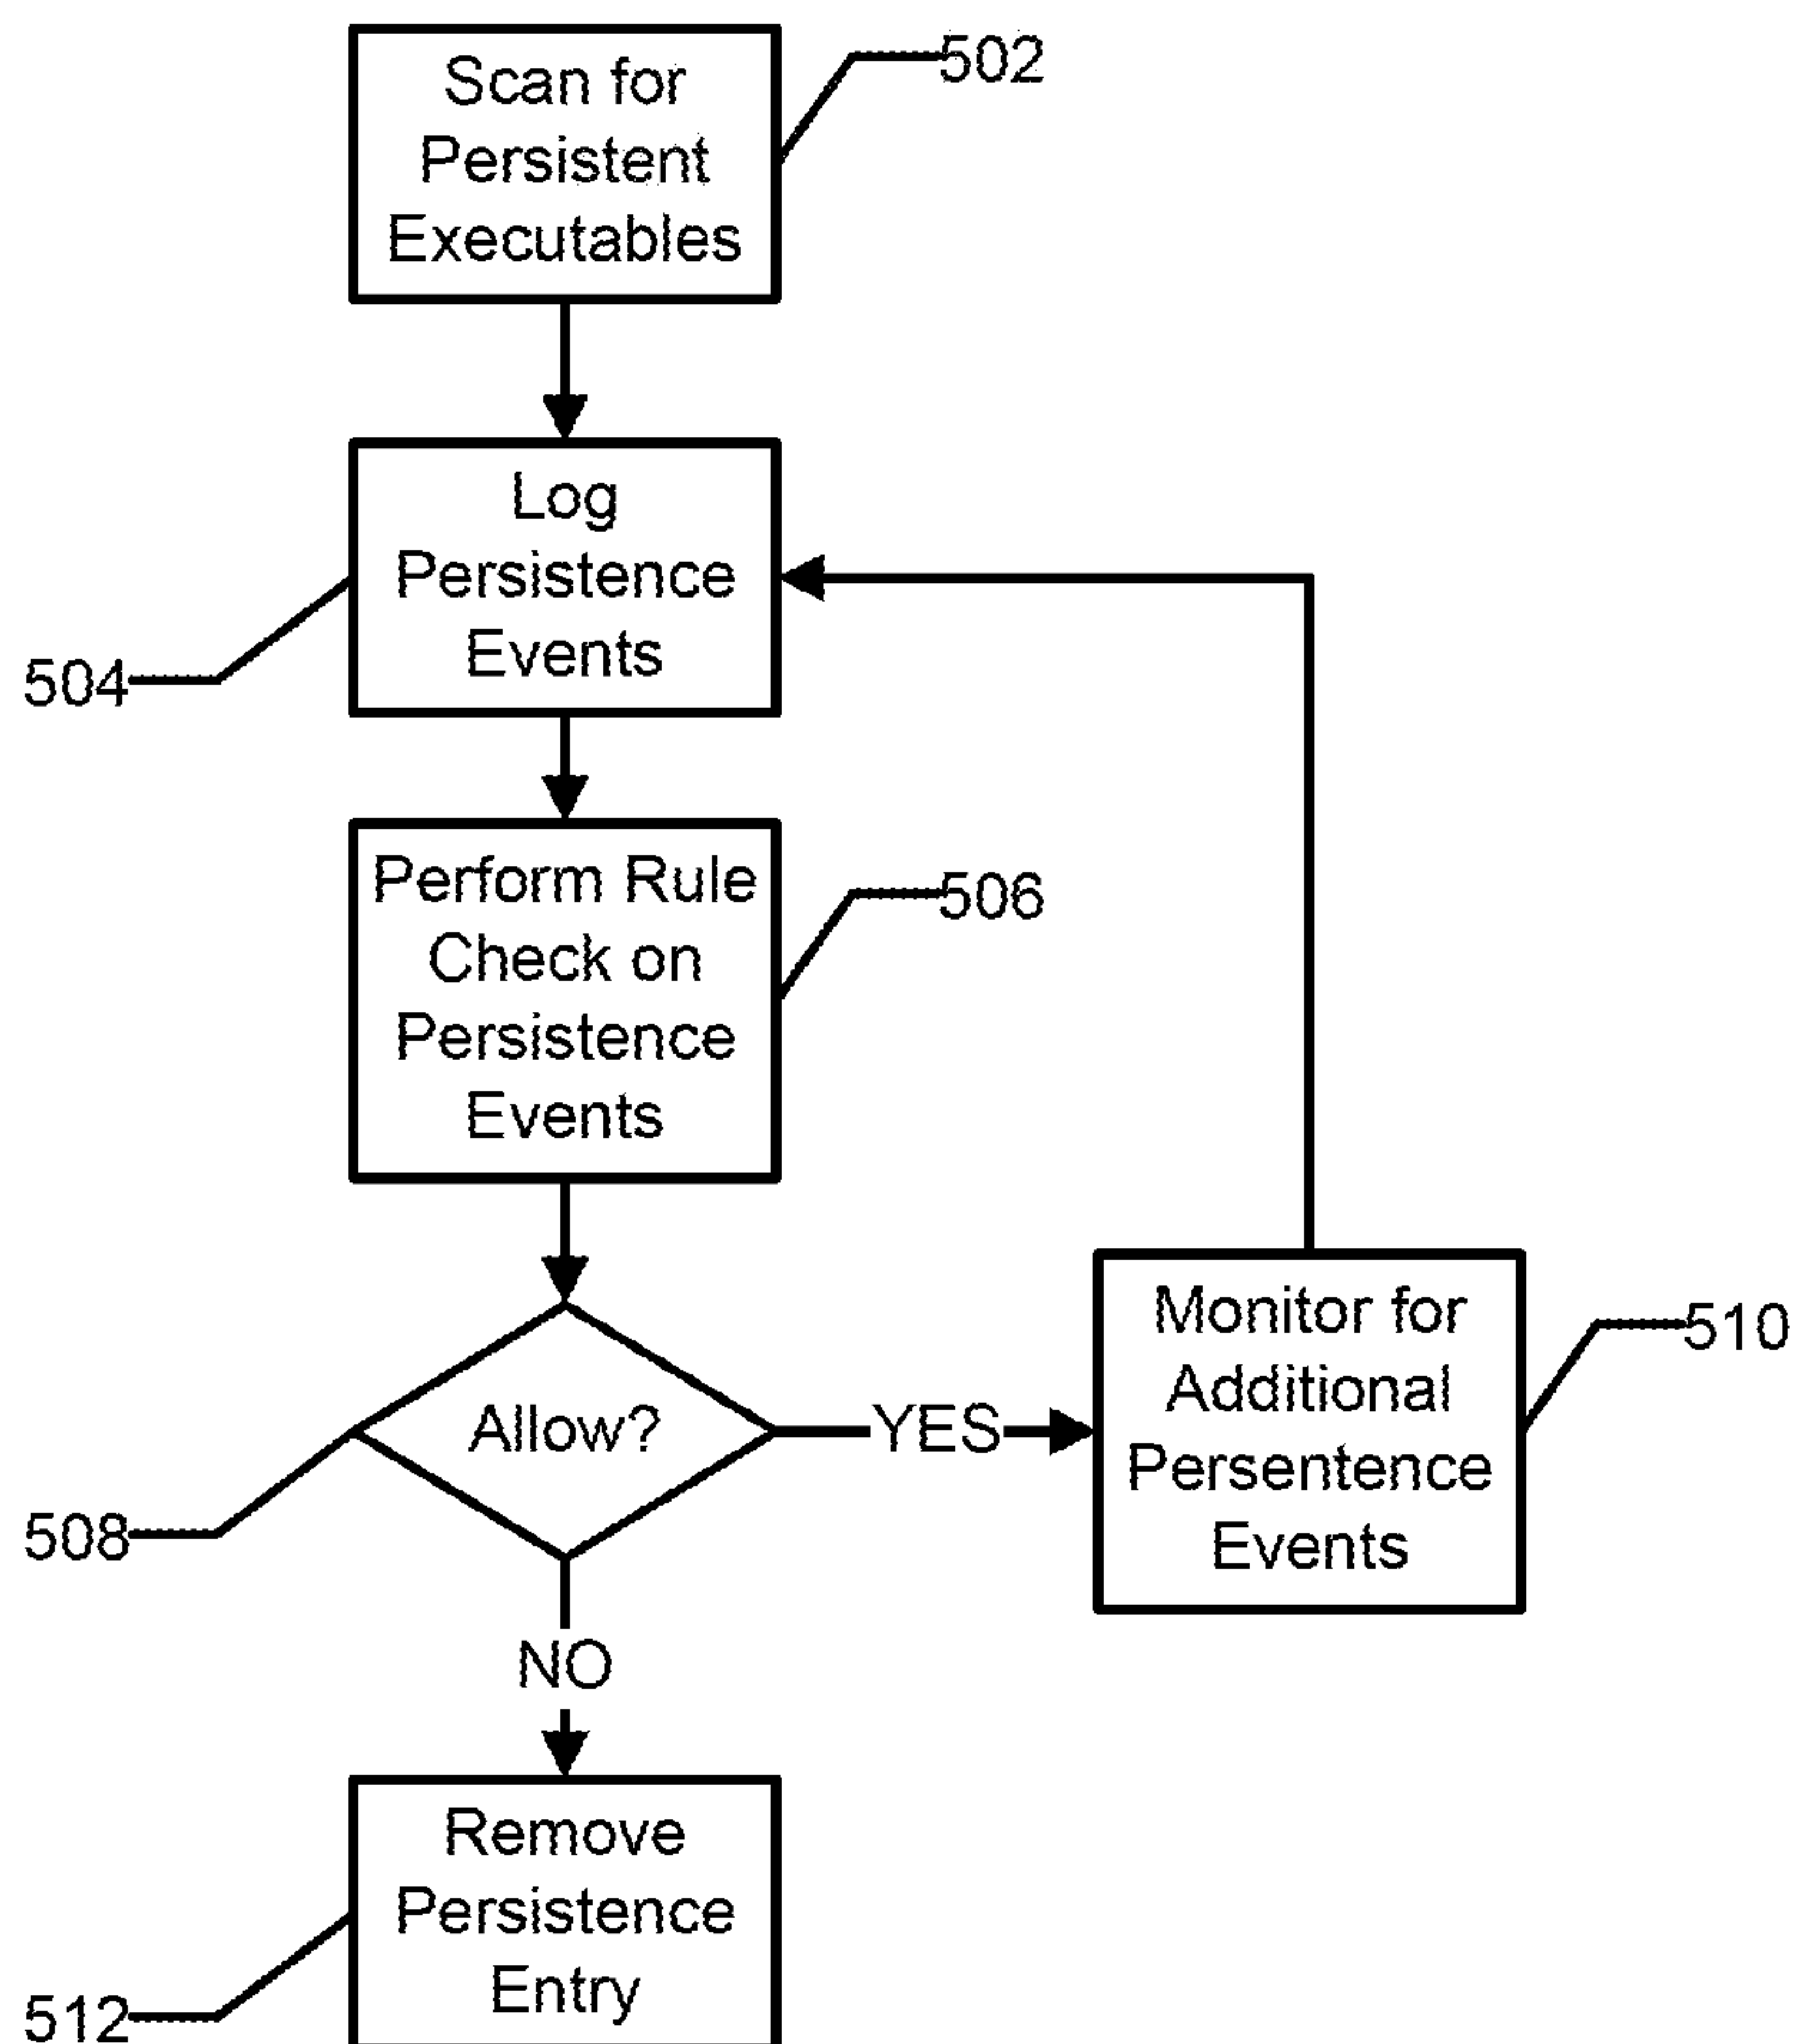 Scan for
Persistent
Executables
502
Log
Persistence
Events
504
Perform Rule
Check on
Persistence
Events
506
Allow?
508
YES
Monitor for
Additional
Persentence
Events
510
NO
Remove
Persistence
Entry
512